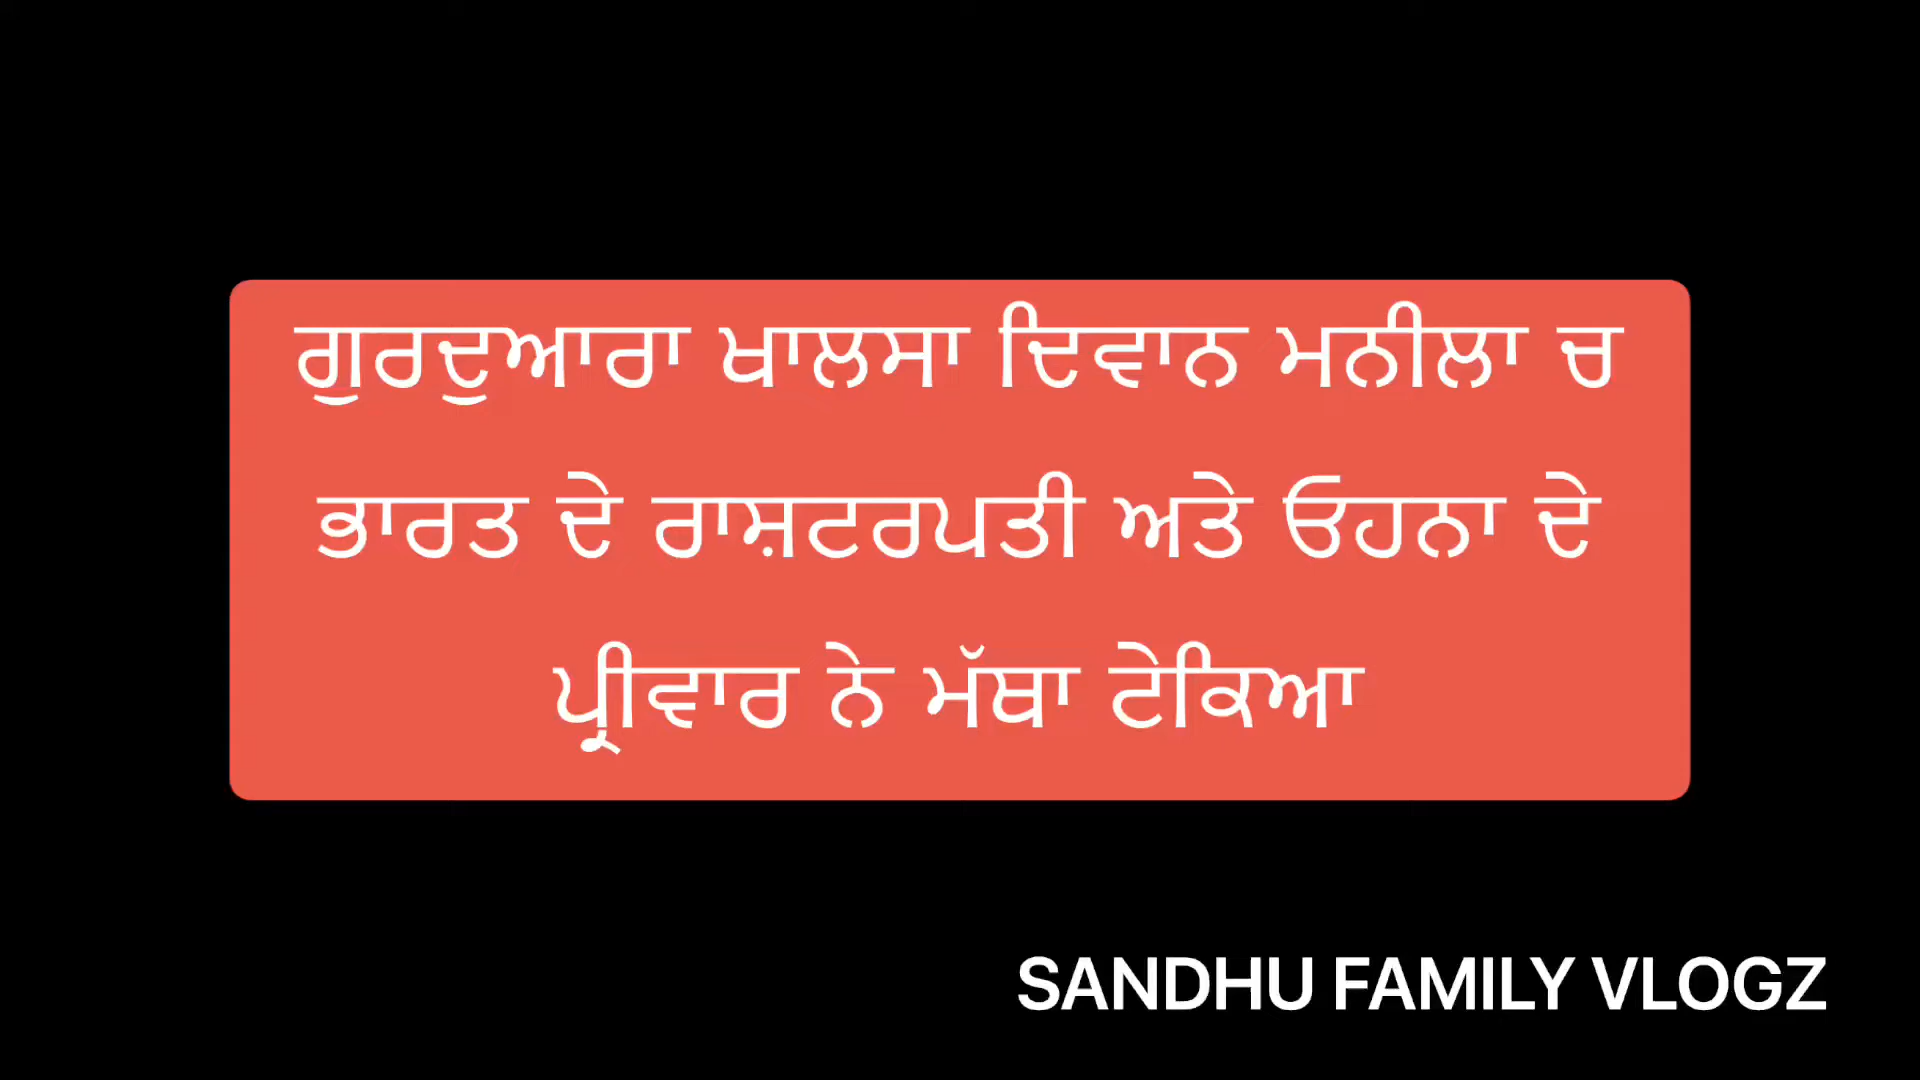 ਗੁਰਦੁਆਰਾ ਖਾਲਸਾ ਦਿਵਾਨ ਮਨੀਲਾ ਚ
ਭਾਰਤ ਦੇ ਰਾਸ਼ਟਰਪਤੀ ਅਤੇ ਓਹਨਾ ਦੇ
ਪ੍ਰੀਵਾਰ ਨੇ ਮੱਥਾ ਟੇਕਿਆ
SANDHU FAMILY VLOGZ